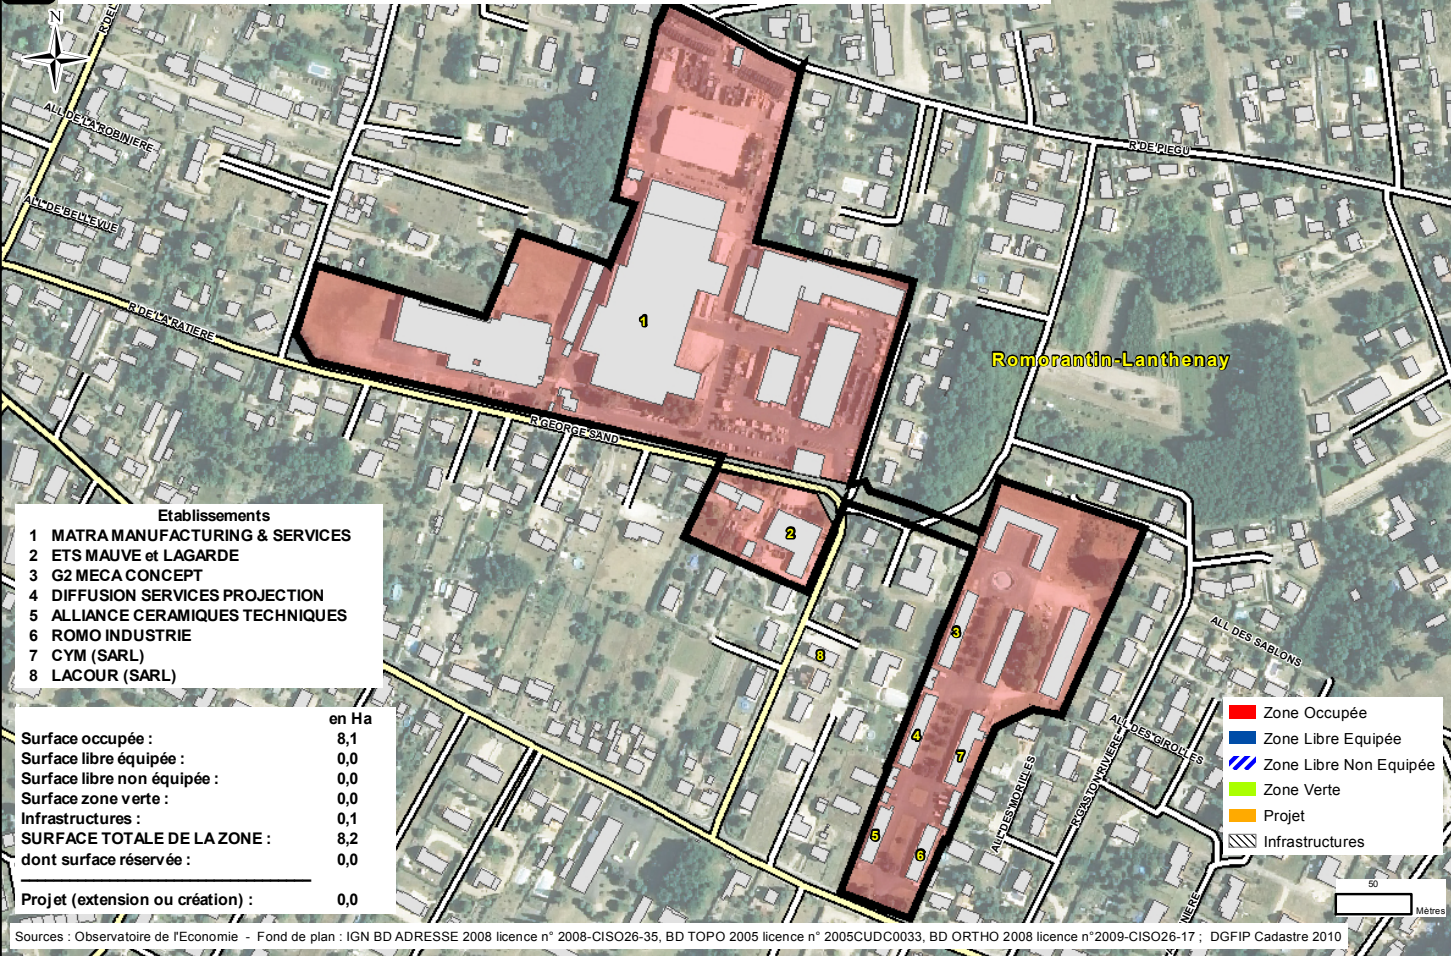 N
R DEL
ALL DE LA ROBINIERE
ALL DE BELLEVUE
R DE LA RATIERE
R DE PIEGU
R GEORGE SAND
Romorantin-Lanthenay
1
2
3
4
5
6
7
8
ALL DES SABLONS
ALL DES GIROLLES
ALL DES MORILLES
R GASTON RIVIERE
NIERE
Etablissements
1 MATRA MANUFACTURING & SERVICES
2 ETS MAUVE et LAGARDE
3 G2 MECA CONCEPT
4 DIFFUSION SERVICES PROJECTION
5 ALLIANCE CERAMIQUES TECHNIQUES
6 ROMO INDUSTRIE
7 CYM (SARL)
8 LACOUR (SARL)
en Ha
Surface occupée : 8,1
Surface libre équipée : 0,0
Surface libre non équipée : 0,0
Surface zone verte : 0,0
Infrastructures : 0,1
SURFACE TOTALE DE LA ZONE : 8,2
dont surface réservée : 0,0
Projet (extension ou création) : 0,0
Zone Occupée
Zone Libre Equipée
Zone Libre Non Equipée
Zone Verte
Projet
Infrastructures
50
Mètres
Sources : Observatoire de l'Economie - Fond de plan : IGN BD ADRESSE 2008 licence n° 2008-CISO26-35, BD TOPO 2005 licence n° 2005CUDC0033, BD ORTHO 2008 licence n°2009-CISO26-17 ; DGFIP Cadastre 2010